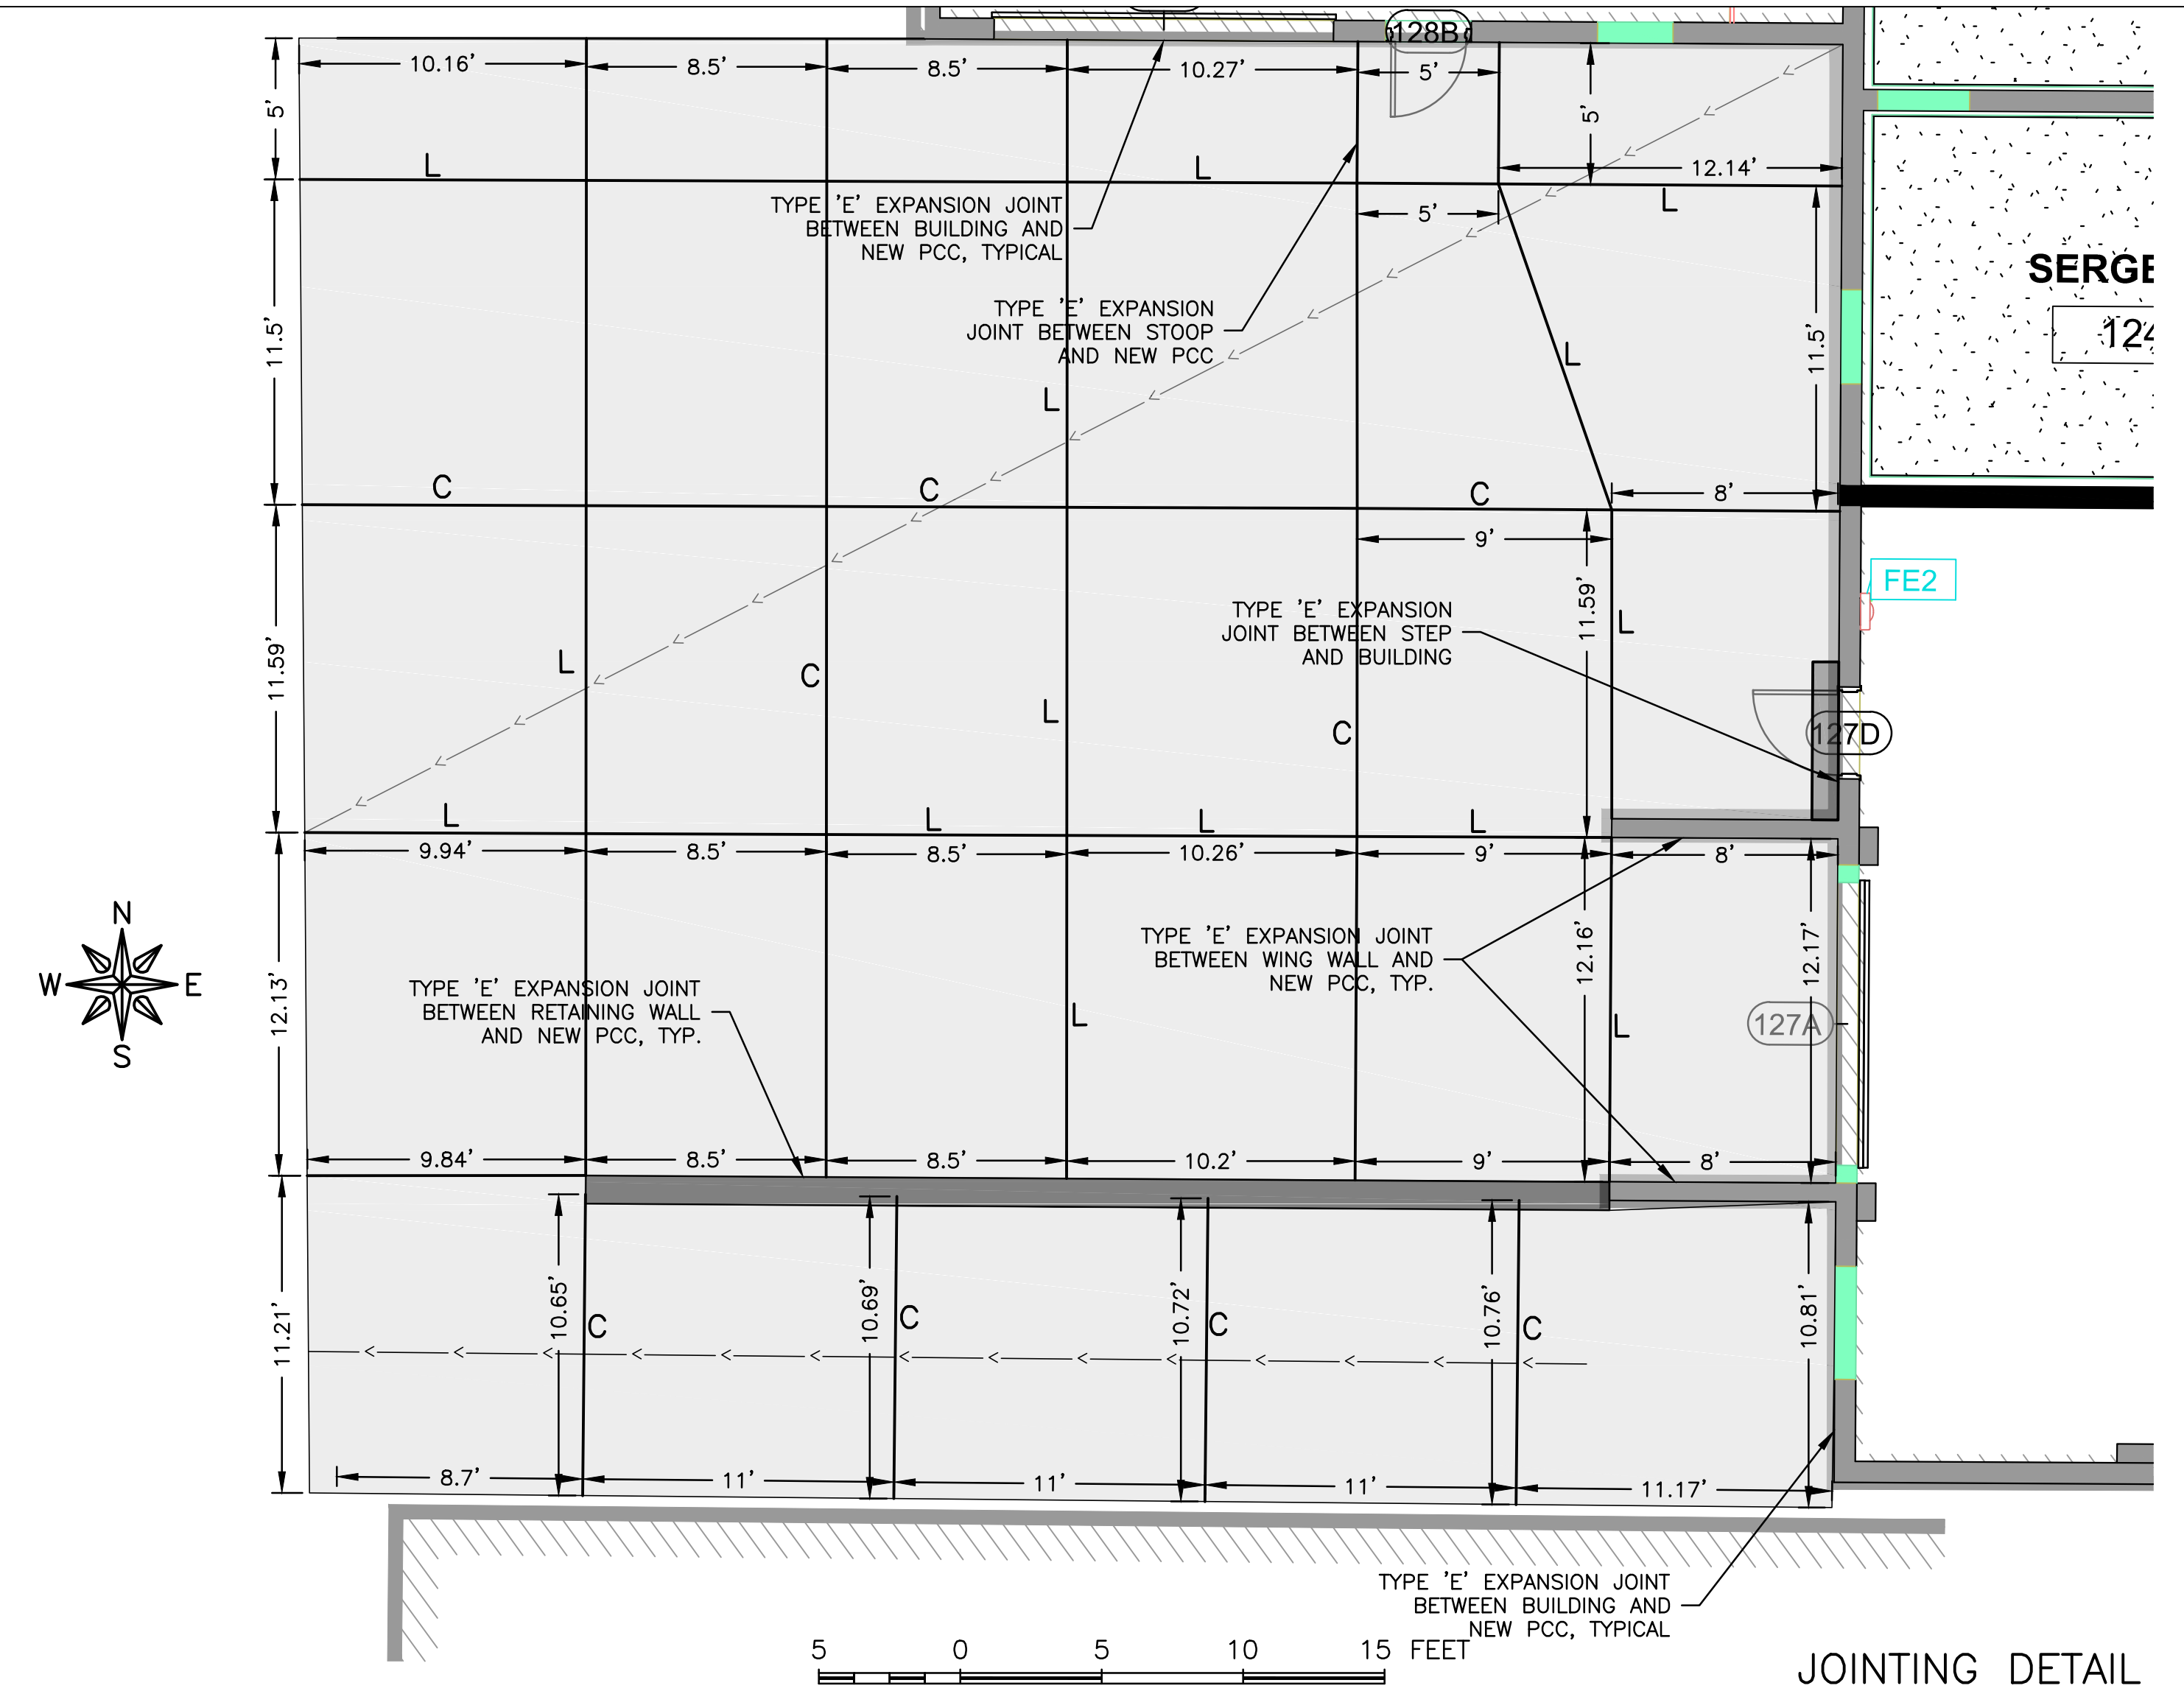 128B
10.16'
8.5'
8.5'
10.27'
5'
5'
5'
12.14'
L
L
L
TYPE 'E' EXPANSION JOINT
BETWEEN BUILDING AND
NEW PCC, TYPICAL
5'
SERGE
124
TYPE 'E' EXPANSION
JOINT BETWEEN STOOP
AND NEW PCC
11.5'
11.5'
L
L
C
C
C
8'
9'
FE2
TYPE 'E' EXPANSION
JOINT BETWEEN STEP
AND BUILDING
11.59'
11.59'
L
L
C
L
C
127D
L
L
L
L
9.94'
8.5'
8.5'
10.26'
9'
8'
N
W E
S
TYPE 'E' EXPANSION JOINT
BETWEEN WING WALL AND
NEW PCC, TYP.
12.13'
12.16'
12.17'
TYPE 'E' EXPANSION JOINT
BETWEEN RETAINING WALL
AND NEW PCC, TYP.
L
L
127A
9.84'
8.5'
8.5'
10.2'
9'
8'
11.21'
10.65'
10.69'
10.72'
10.76'
10.81'
C
C
C
C
8.7'
11'
11'
11'
11.17'
TYPE 'E' EXPANSION JOINT
BETWEEN BUILDING AND
NEW PCC, TYPICAL
5 0 5 10 15 FEET
JOINTING DETAIL